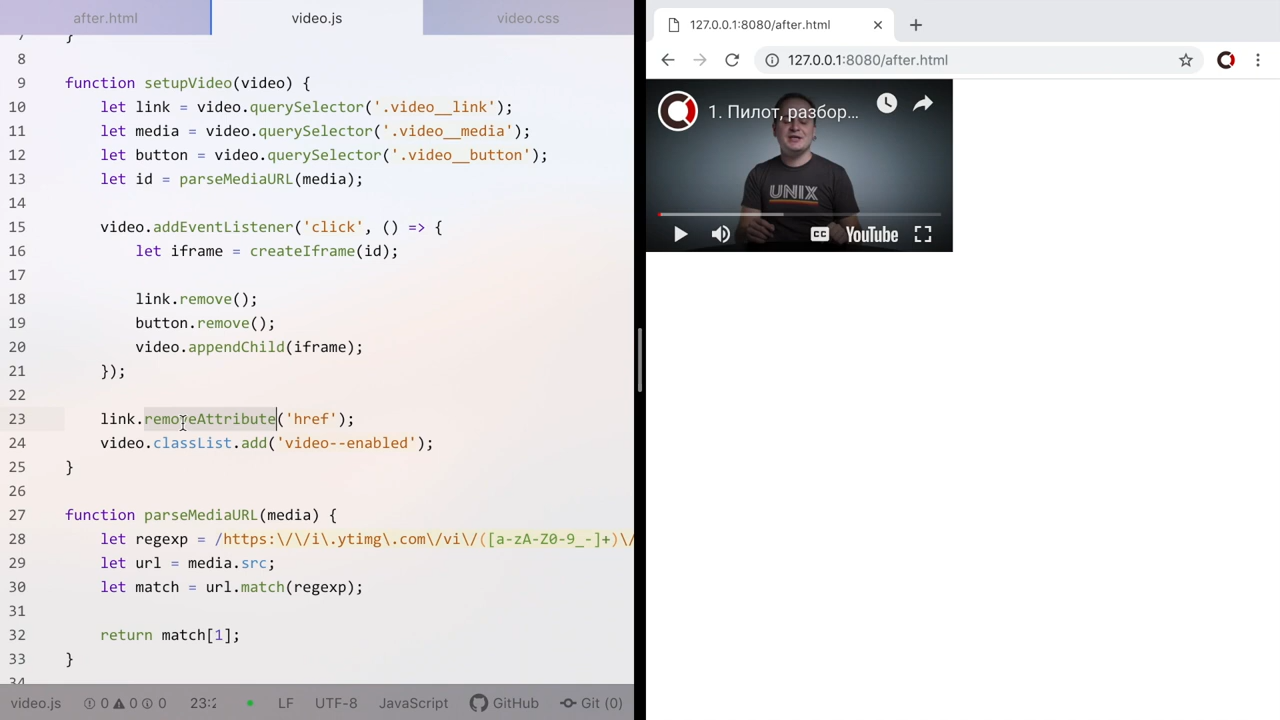 after.html
video.js
video.css
7 }
8
9 function setupVideo(video) {
10 let link = video.querySelector('.video__link');
11 let media = video.querySelector('.video__media');
12 let button = video.querySelector('.video__button');
13 let id = parseMediaURL(media);
14
15 video.addEventListener('click', () => {
16 let iframe = createIframe(id);
17
18 link.remove();
19 button.remove();
20 video.appendChild(iframe);
21 });
22
23 link.removeAttribute('href');
24 video.classList.add('video--enabled');
25 }
26
27 function parseMediaURL(media) {
28 let regexp = /https:\/\/i\.ytimg\.com\/vi\/([a-zA-Z0-9_-]+)\/
29 let url = media.src;
30 let match = url.match(regexp);
31
32 return match[1];
33 }
34
video.js 0 0 0 23:2 LF UTF-8 JavaScript GitHub Git (0)
127.0.0.1:8080/after.html
127.0.0.1:8080/after.html
1. Пилот, разбор...
UNIX
CC YouTube